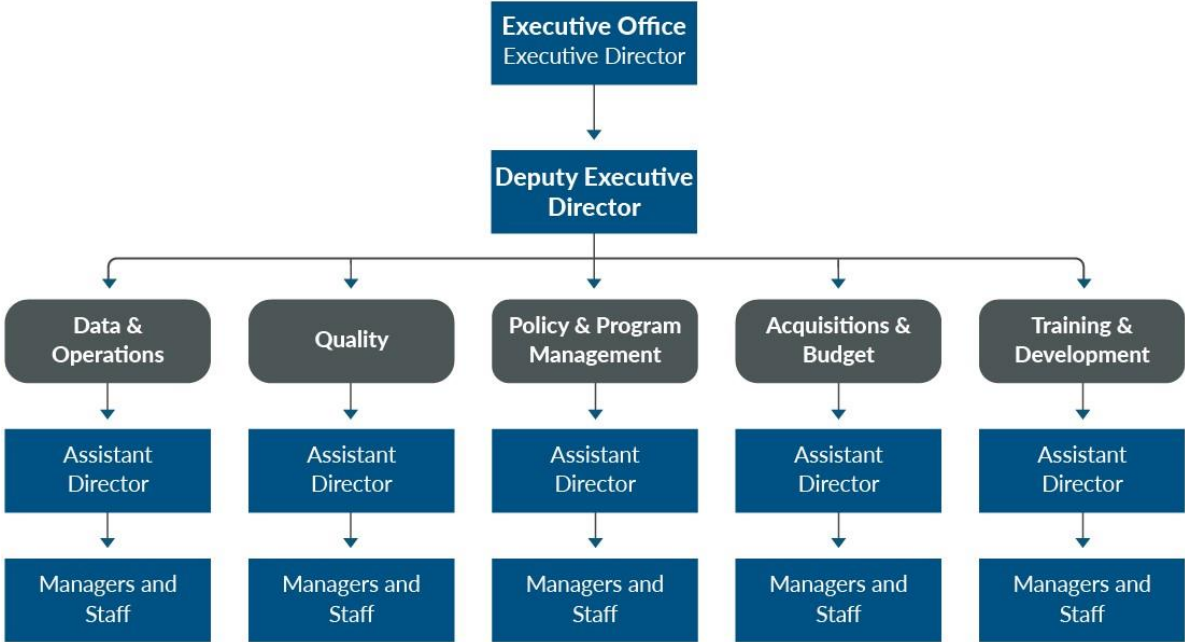 Executive Office
Executive Director
Deputy Executive
Director
Data &
Operations
Quality
Policy & Program
Management
Acquisitions &
Budget
Training &
Development
Assistant
Director
Assistant
Director
Assistant
Director
Assistant
Director
Assistant
Director
Managers and
Staff
Managers and
Staff
Managers and
Staff
Managers and
Staff
Managers and
Staff